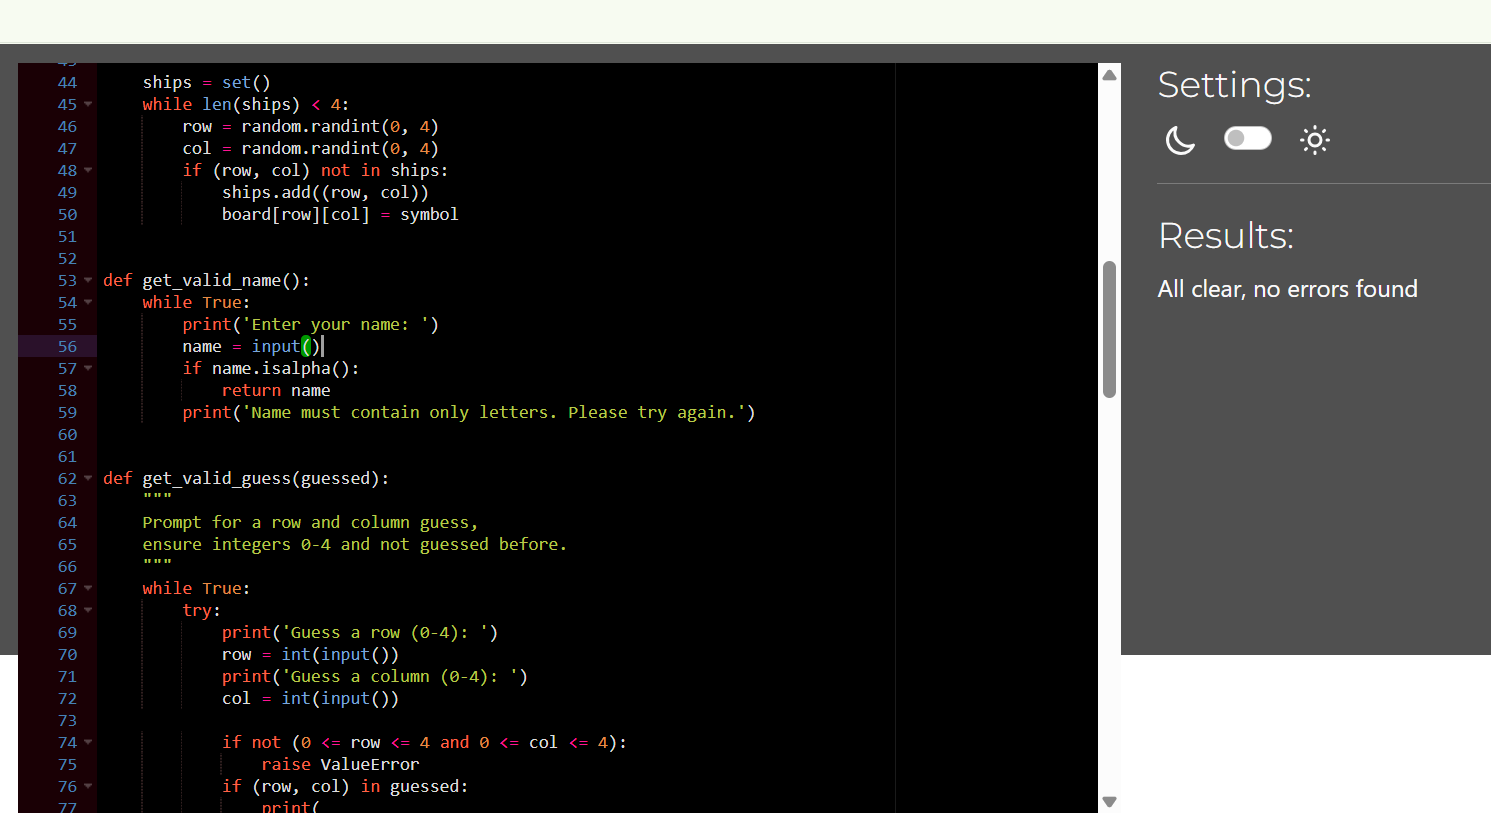 44 ships = set()
45 while len(ships) < 4:
46 row = random.randint(0, 4)
47 col = random.randint(0, 4)
48 if (row, col) not in ships:
49 ships.add((row, col))
50 board[row][col] = symbol
51
52
53 def get_valid_name():
54 while True:
55 print('Enter your name: ')
56 name = input()
57 if name.isalpha():
58 return name
59 print('Name must contain only letters. Please try again.')
60
61
62 def get_valid_guess(guessed):
63 """
64 Prompt for a row and column guess,
65 ensure integers 0-4 and not guessed before.
66 """
67 while True:
68 try:
69 print('Guess a row (0-4): ')
70 row = int(input())
71 print('Guess a column (0-4): ')
72 col = int(input())
73
74 if not (0 <= row <= 4 and 0 <= col <= 4):
75 raise ValueError
76 if (row, col) in guessed:
77 print(
Settings:
Results:
All clear, no errors found